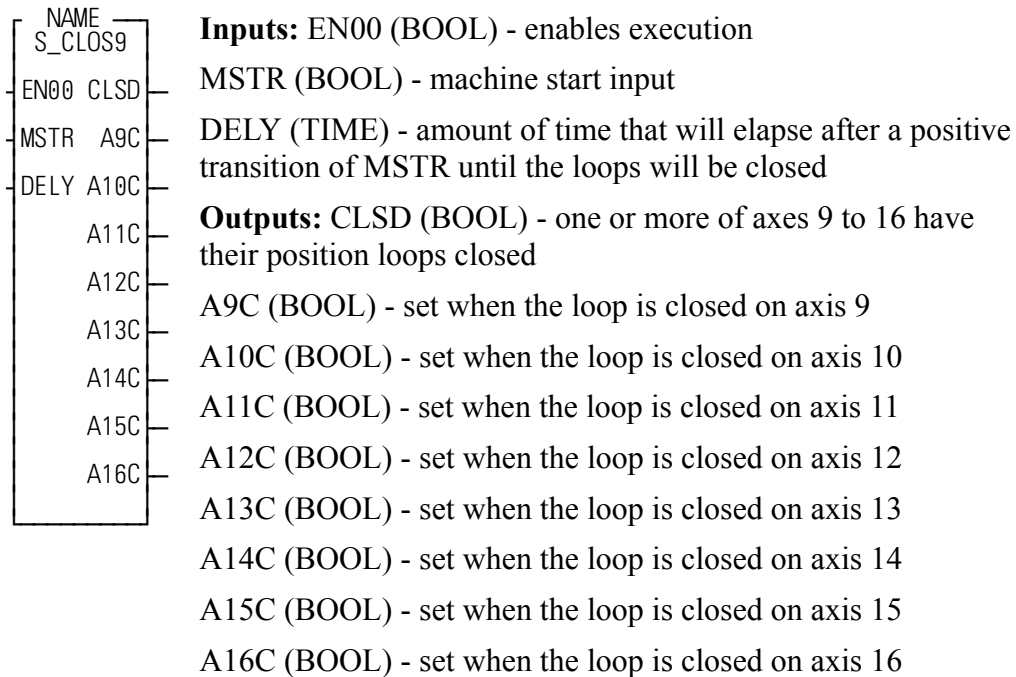 NAME
S_CLOS9
EN00 CLSD
MSTR A9C
DELY A10C
A11C
A12C
A13C
A14C
A15C
A16C
Inputs: EN00 (BOOL) - enables execution
MSTR (BOOL) - machine start input
DELY (TIME) - amount of time that will elapse after a positive
transition of MSTR until the loops will be closed
Outputs: CLSD (BOOL) - one or more of axes 9 to 16 have
their position loops closed
A9C (BOOL) - set when the loop is closed on axis 9
A10C (BOOL) - set when the loop is closed on axis 10
A11C (BOOL) - set when the loop is closed on axis 11
A12C (BOOL) - set when the loop is closed on axis 12
A13C (BOOL) - set when the loop is closed on axis 13
A14C (BOOL) - set when the loop is closed on axis 14
A15C (BOOL) - set when the loop is closed on axis 15
A16C (BOOL) - set when the loop is closed on axis 16